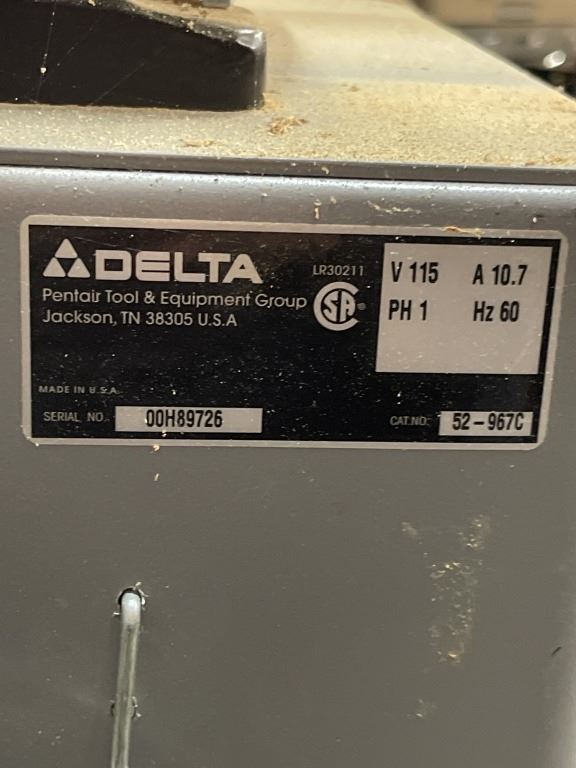 DELTA
Pentair Tool & Equipment Group
Jackson, TN 38305 U.S.A
LR30211
SA
V 115 A 10.7
PH 1 Hz 60
MADE IN U.S.A.
SERIAL NO. 00H89726
CAT.NO. 52-967C